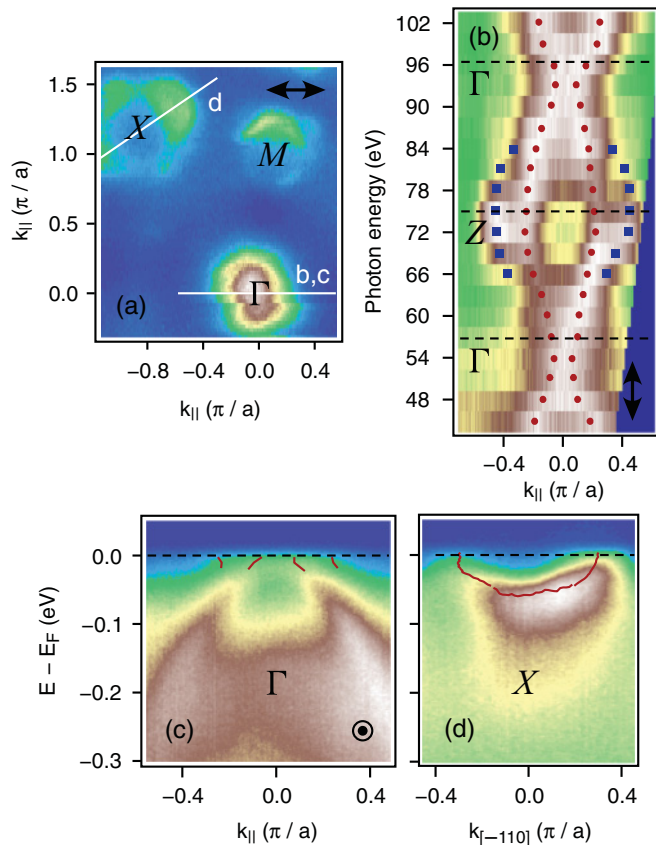 (a)
k|| (π / a)
1.5
1.0
0.5
0.0
−0.8
−0.4
0.0
0.4
k|| (π / a)
X
d
M
b,c
Γ
(b)
Photon energy (eV)
102
96
90
84
78
72
66
60
54
48
Γ
Z
Γ
−0.4
0.0
0.4
k|| (π / a)
(c)
E − EF (eV)
0.0
−0.1
−0.2
−0.3
Γ
−0.4
0.0
0.4
k|| (π / a)
(d)
X
−0.4
0.0
0.4
k[−110] (π / a)